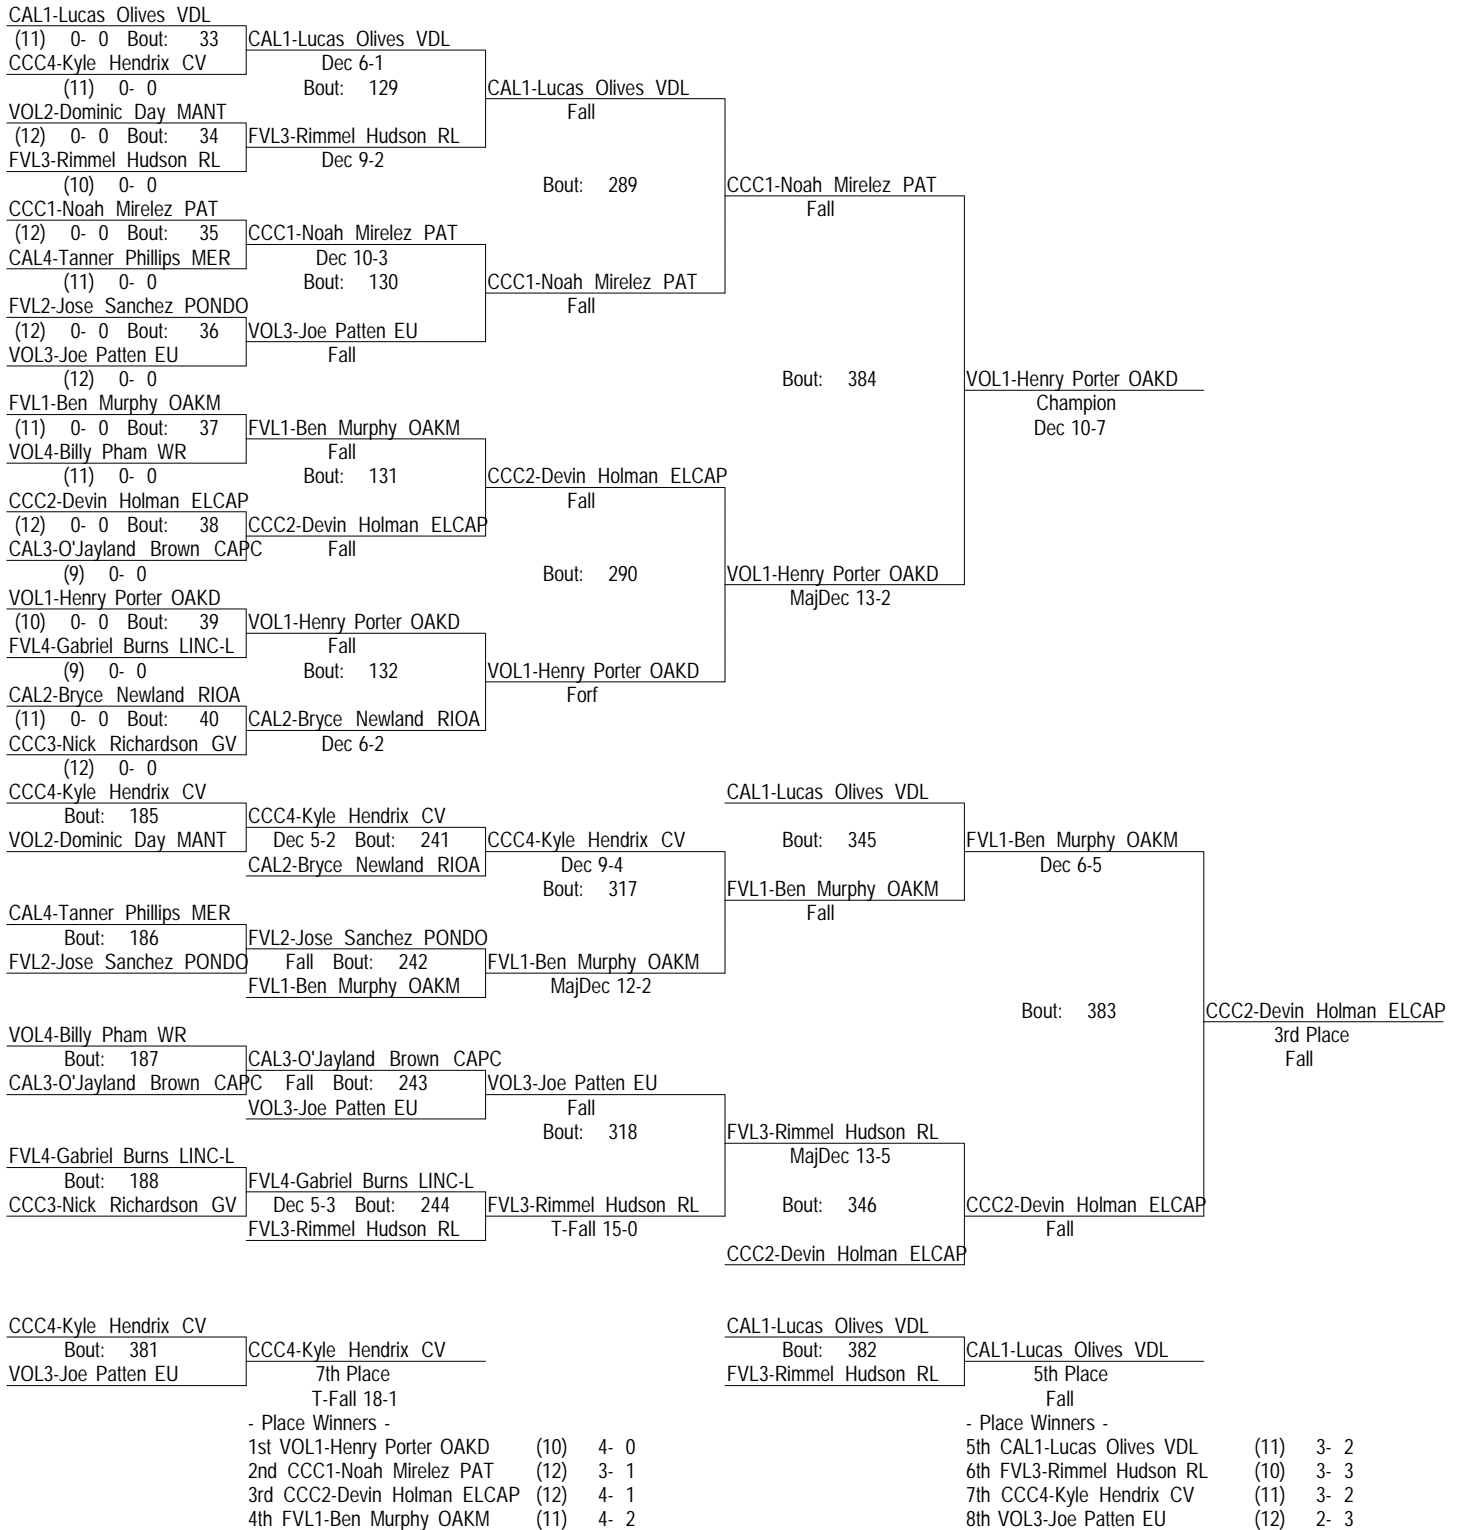 CAL1-Lucas Olives VDL
(11) 0- 0 Bout: 33 CAL1-Lucas Olives VDL
CCC4-Kyle Hendrix CV Dec 6-1
(11) 0- 0 Bout: 129 CAL1-Lucas Olives VDL
VOL2-Dominic Day MANT Fall
(12) 0- 0 Bout: 34 FVL3-Rimmel Hudson RL
FVL3-Rimmel Hudson RL Dec 9-2
(10) 0- 0 Bout: 289 CCC1-Noah Mirelez PAT
CCC1-Noah Mirelez PAT Fall
(12) 0- 0 Bout: 35 CCC1-Noah Mirelez PAT
CAL4-Tanner Phillips MER Dec 10-3
(11) 0- 0 Bout: 130 CCC1-Noah Mirelez PAT
FVL2-Jose Sanchez PONDO Fall
(12) 0- 0 Bout: 36 VOL3-Joe Patten EU
VOL3-Joe Patten EU Fall
(12) 0- 0 Bout: 384 VOL1-Henry Porter OAKD
FVL1-Ben Murphy OAKM Champion
(11) 0- 0 Bout: 37 FVL1-Ben Murphy OAKM Dec 10-7
VOL4-Billy Pham WR Fall
(11) 0- 0 Bout: 131 CCC2-Devin Holman ELCAP
CCC2-Devin Holman ELCAP Fall
(12) 0- 0 Bout: 38 CCC2-Devin Holman ELCAP
CAL3-O'Jayland Brown CAPC Fall
(9) 0- 0 Bout: 290 VOL1-Henry Porter OAKD
VOL1-Henry Porter OAKD MajDec 13-2
(10) 0- 0 Bout: 39 VOL1-Henry Porter OAKD
FVL4-Gabriel Burns LINC-L Fall
(9) 0- 0 Bout: 132 VOL1-Henry Porter OAKD
CAL2-Bryce Newland RIOA Forf
(11) 0- 0 Bout: 40 CAL2-Bryce Newland RIOA
CCC3-Nick Richardson GV Dec 6-2
(12) 0- 0
CCC4-Kyle Hendrix CV CAL1-Lucas Olives VDL
Bout: 185 CCC4-Kyle Hendrix CV
VOL2-Dominic Day MANT Dec 5-2 Bout: 241 CCC4-Kyle Hendrix CV Bout: 345 FVL1-Ben Murphy OAKM
CAL2-Bryce Newland RIOA Dec 9-4 Dec 6-5
Bout: 317 FVL1-Ben Murphy OAKM
CAL4-Tanner Phillips MER Fall
Bout: 186 FVL2-Jose Sanchez PONDO
FVL2-Jose Sanchez PONDO Fall Bout: 242 FVL1-Ben Murphy OAKM
FVL1-Ben Murphy OAKM MajDec 12-2
Bout: 383 CCC2-Devin Holman ELCAP
VOL4-Billy Pham WR 3rd Place
Bout: 187 CAL3-O'Jayland Brown CAPC Fall
CAL3-O'Jayland Brown CAPC Fall Bout: 243 VOL3-Joe Patten EU
VOL3-Joe Patten EU Fall
Bout: 318 FVL3-Rimmel Hudson RL
FVL4-Gabriel Burns LINC-L MajDec 13-5
Bout: 188 FVL4-Gabriel Burns LINC-L
CCC3-Nick Richardson GV Dec 5-3 Bout: 244 FVL3-Rimmel Hudson RL Bout: 346 CCC2-Devin Holman ELCAP
FVL3-Rimmel Hudson RL T-Fall 15-0 Fall
CCC2-Devin Holman ELCAP
CCC4-Kyle Hendrix CV CAL1-Lucas Olives VDL
Bout: 381 CCC4-Kyle Hendrix CV Bout: 382 CAL1-Lucas Olives VDL
VOL3-Joe Patten EU 7th Place FVL3-Rimmel Hudson RL 5th Place
T-Fall 18-1 Fall
- Place Winners - - Place Winners -
1st VOL1-Henry Porter OAKD (10) 4- 0 5th CAL1-Lucas Olives VDL (11) 3- 2
2nd CCC1-Noah Mirelez PAT (12) 3- 1 6th FVL3-Rimmel Hudson RL (10) 3- 3
3rd CCC2-Devin Holman ELCAP (12) 4- 1 7th CCC4-Kyle Hendrix CV (11) 3- 2
4th FVL1-Ben Murphy OAKM (11) 4- 2 8th VOL3-Joe Patten EU (12) 2- 3